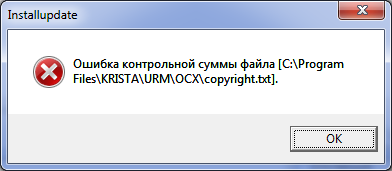 Installupdate
Ошибка контрольной суммы файла [C:\Program
Files\KRISTA\URM\OCX\copyright.txt].
OK